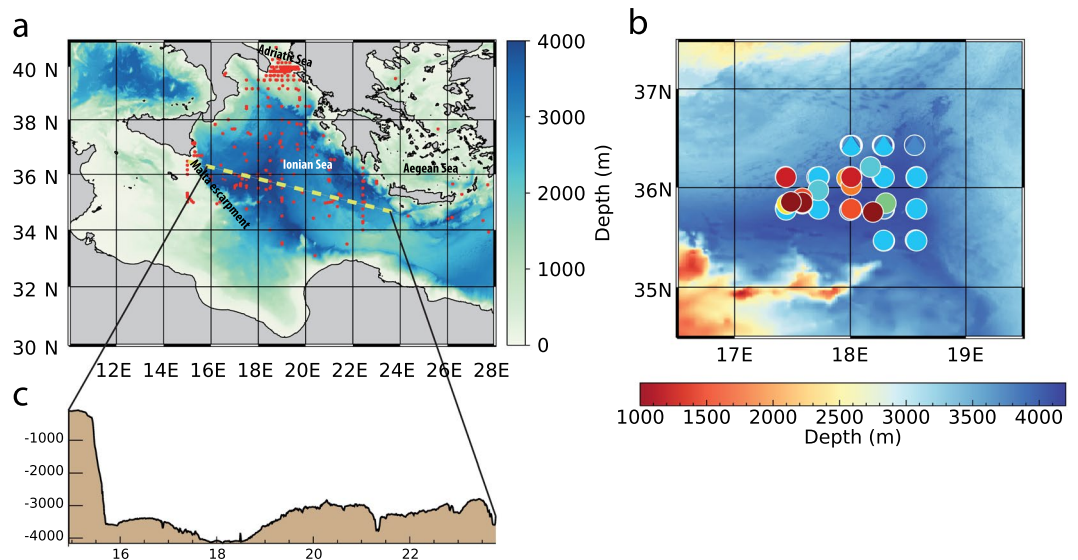 a
40 N
38 N
36 N
34 N
32 N
30 N
12E 14E 16E 18E 20E 22E 24E 26E 28E
Adriatic Sea
Ionian Sea
Aegean Sea
Malta escarpment
4000
3000
2000
1000
0
Depth (m)
b
37N
36N
35N
17E 18E 19E
1000 1500 2000 2500 3000 3500 4000
Depth (m)
c
-1000
-2000
-3000
-4000
16 18 20 22